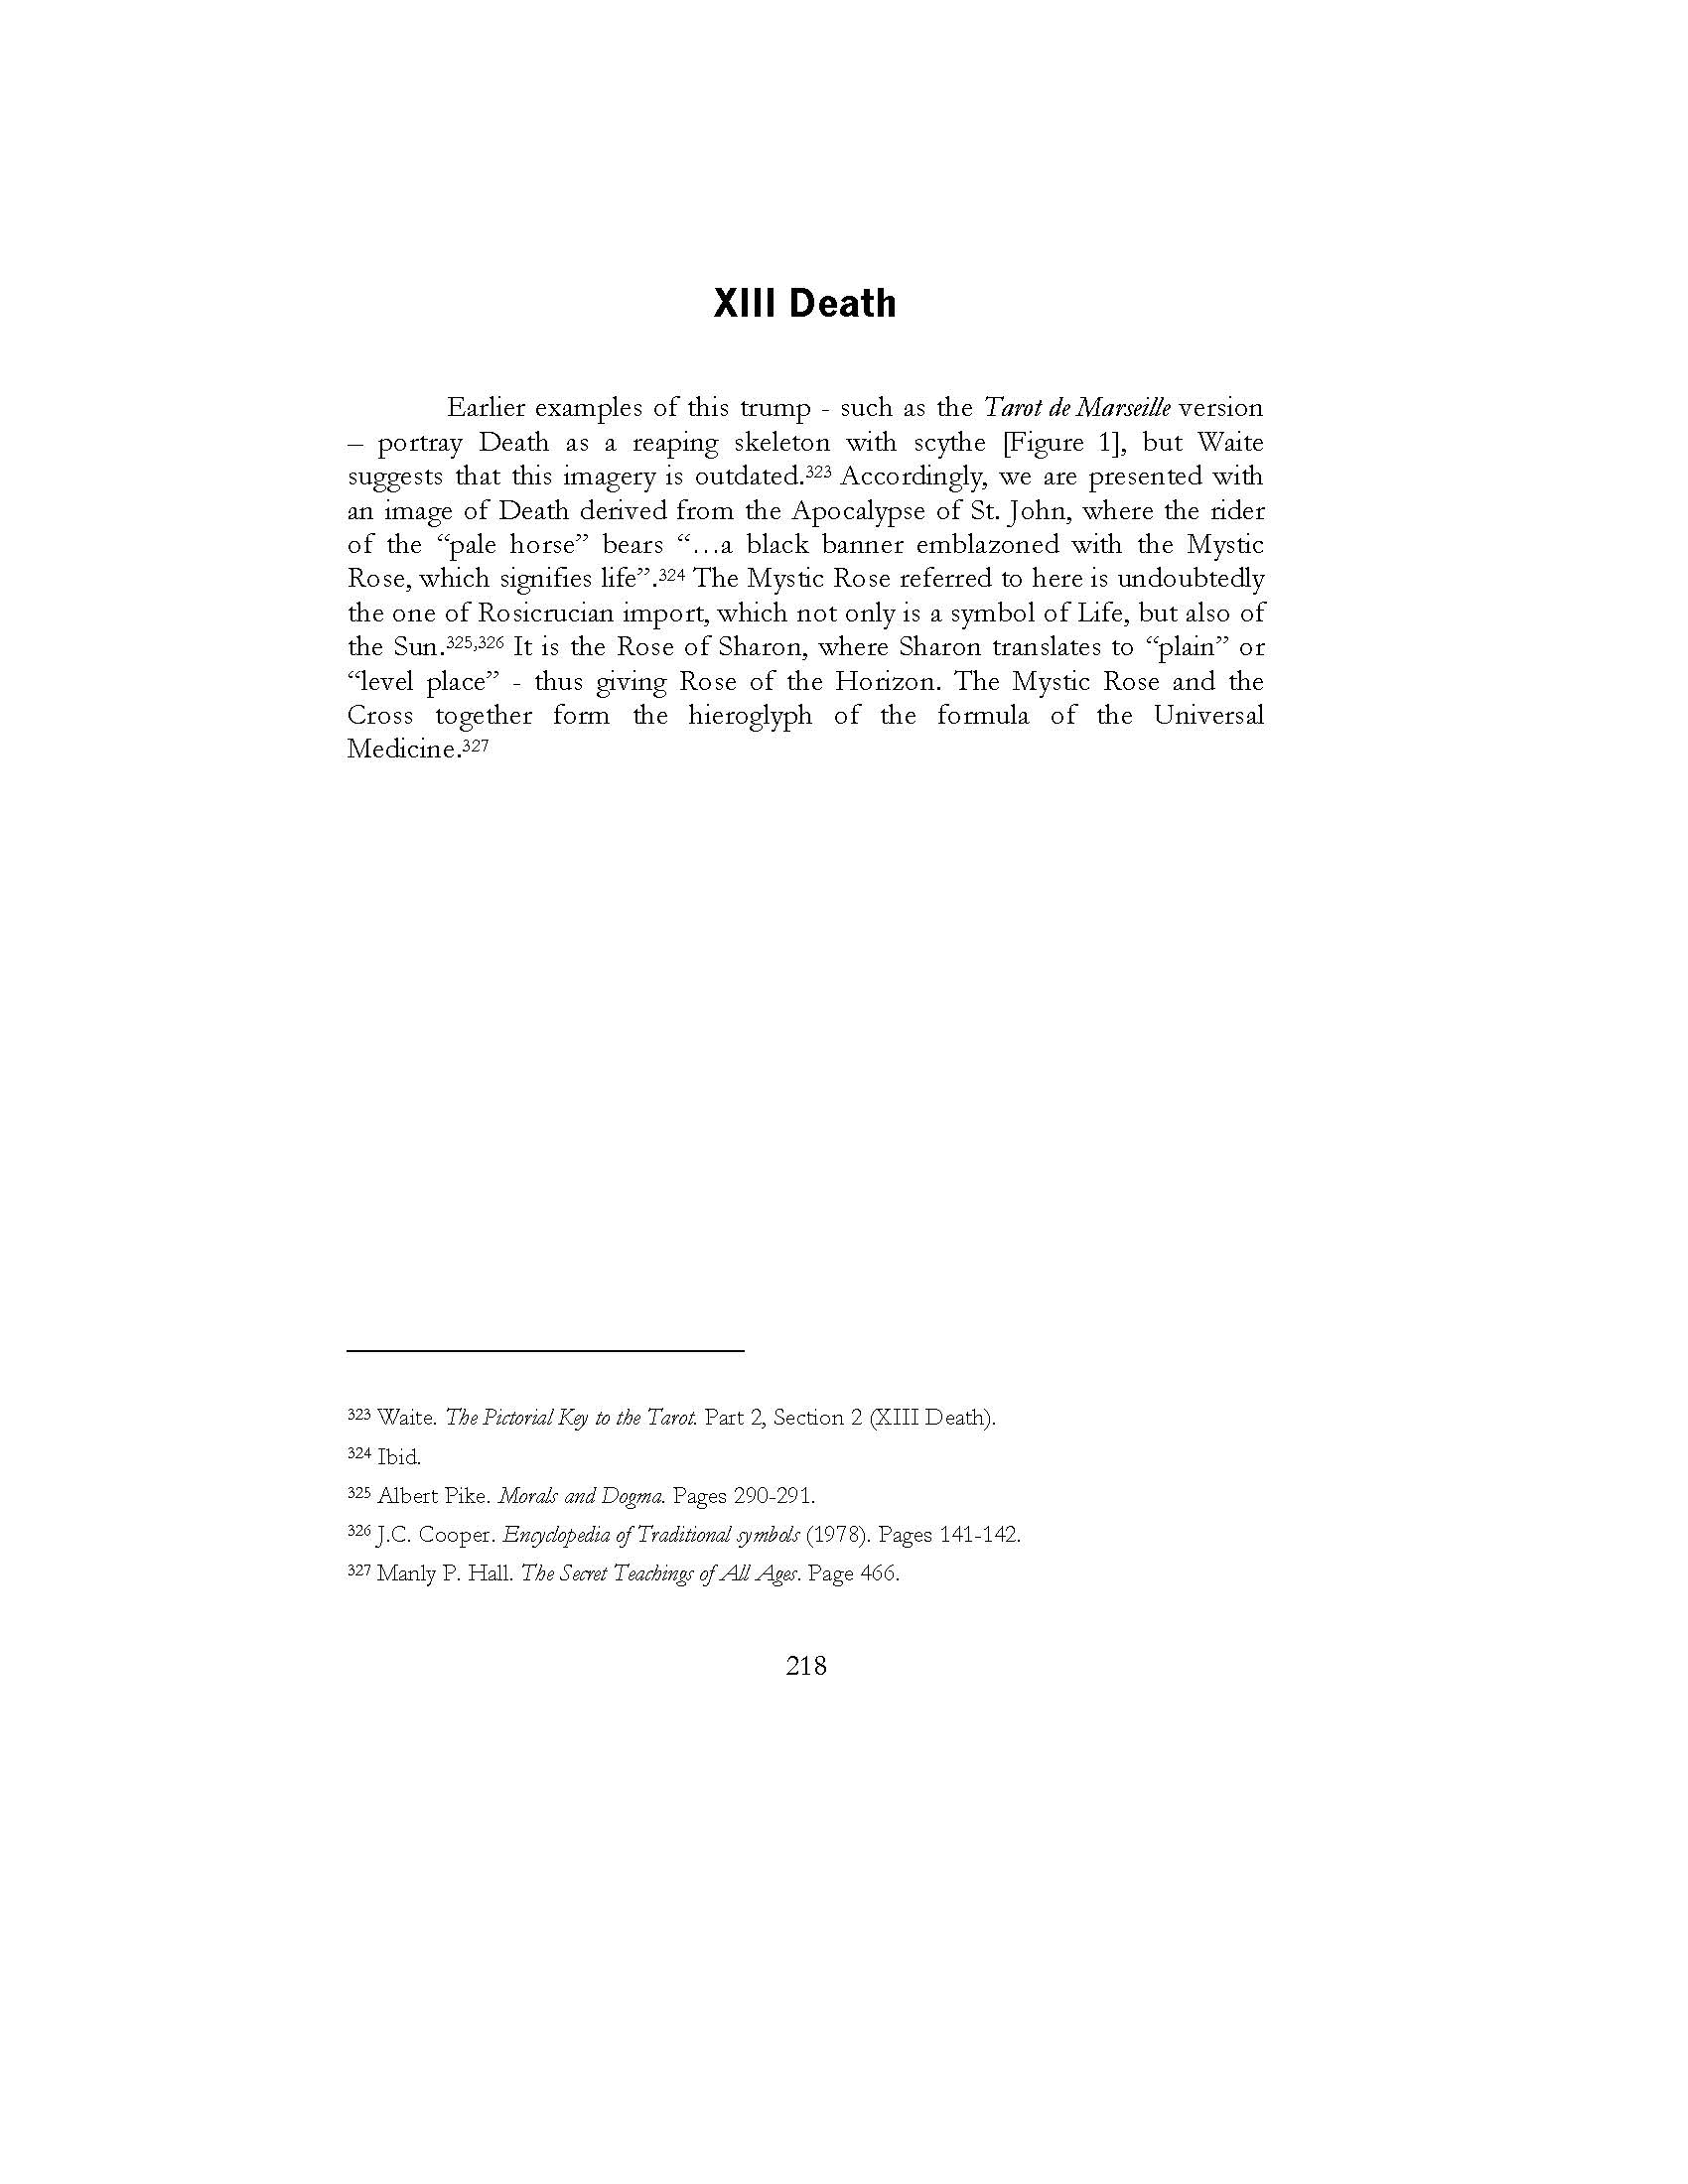 XIII Death
Earlier examples of this trump - such as the Tarot de Marseille version
– portray Death as a reaping skeleton with scythe [Figure 1], but Waite
suggests that this imagery is outdated.323 Accordingly, we are presented with
an image of Death derived from the Apocalypse of St. John, where the rider
of the “pale horse” bears “…a black banner emblazoned with the Mystic
Rose, which signifies life”.324 The Mystic Rose referred to here is undoubtedly
the one of Rosicrucian import, which not only is a symbol of Life, but also of
the Sun.325,326 It is the Rose of Sharon, where Sharon translates to “plain” or
“level place” - thus giving Rose of the Horizon. The Mystic Rose and the
Cross together form the hieroglyph of the formula of the Universal
Medicine.327
323 Waite. The Pictorial Key to the Tarot. Part 2, Section 2 (XIII Death).
324 Ibid.
325 Albert Pike. Morals and Dogma. Pages 290-291.
326 J.C. Cooper. Encyclopedia of Traditional symbols (1978). Pages 141-142.
327 Manly P. Hall. The Secret Teachings of All Ages. Page 466.
218